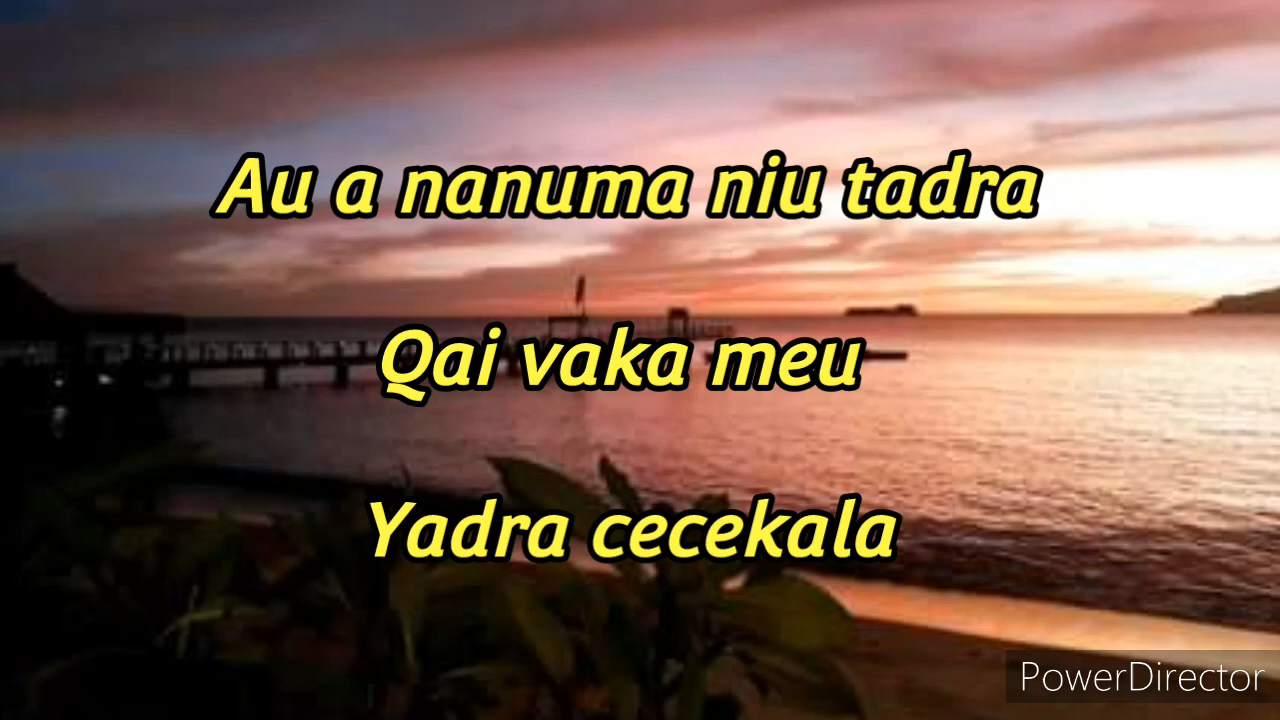 Au a nanuma niu tadra
Qai vaka meu
Yadra cecekala
PowerDirector